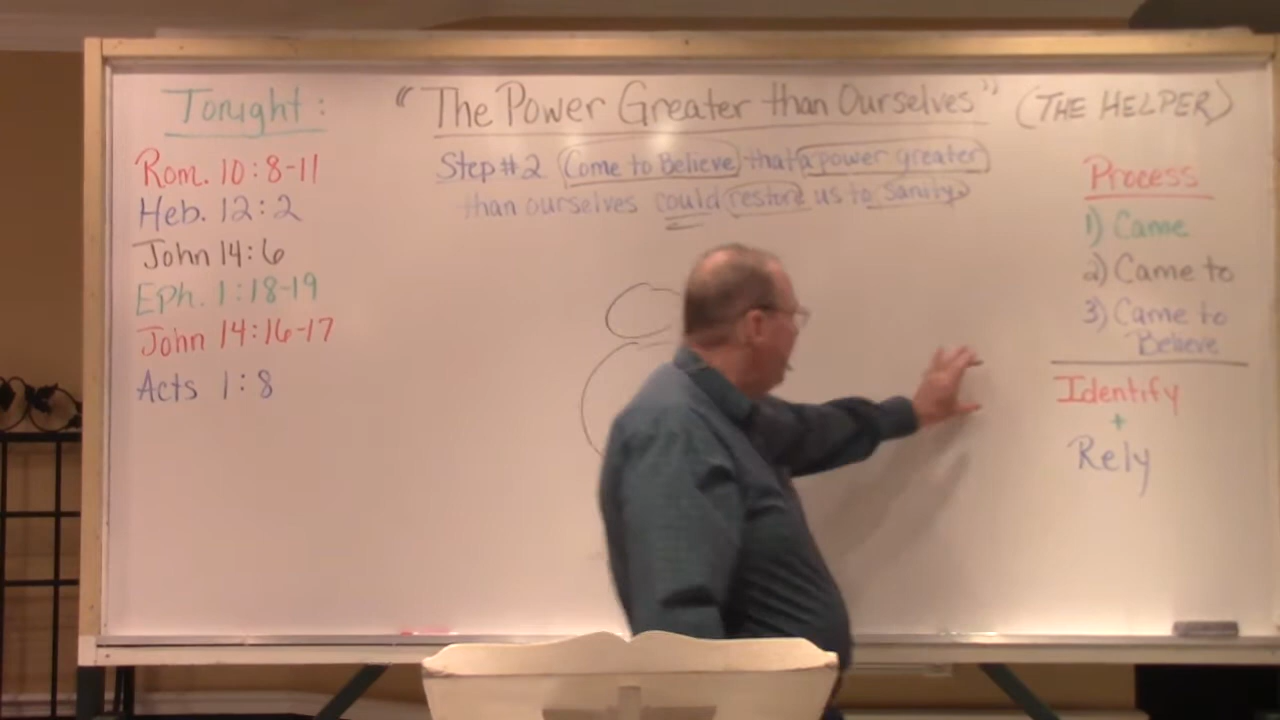 Tonight:
Rom. 10:8-11
Heb. 12:2
John 14:6
Eph. 1:18-19
John 14:16-17
Acts 1:8
"The Power Greater than Ourselves" (THE HELPER)
Step #2 Come to Believe that a power greater
than ourselves could restore us to sanity.
Process
1) Came
2) Came to
3) Came to
Believe
Identify
+
Rely